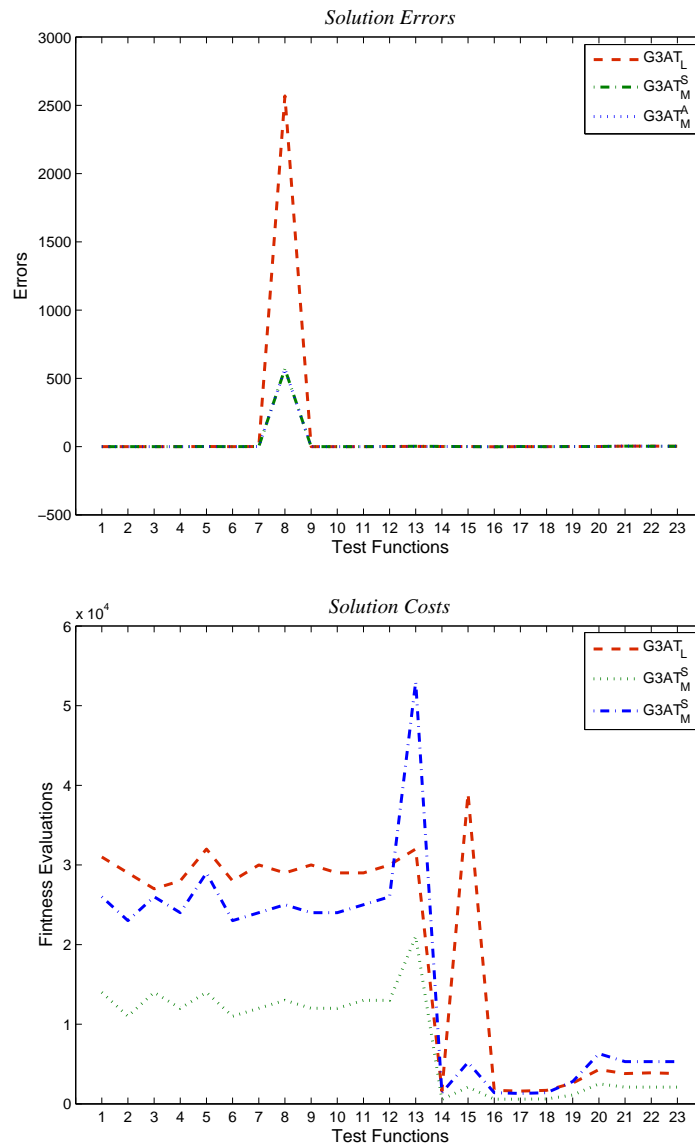 Solution Errors
3000
2500
2000
1500
1000
500
0
−500
Errors
1 2 3 4 5 6 7 8 9 10 11 12 13 14 15 16 17 18 19 20 21 22 23
Test Functions
G3AT_L
G3AT_M^S
G3AT_M^A
Solution Costs
x 10^4
6
5
4
3
2
1
0
Fintness Evaluations
1 2 3 4 5 6 7 8 9 10 11 12 13 14 15 16 17 18 19 20 21 22 23
Test Functions
G3AT_L
G3AT_M^S
G3AT_M^S